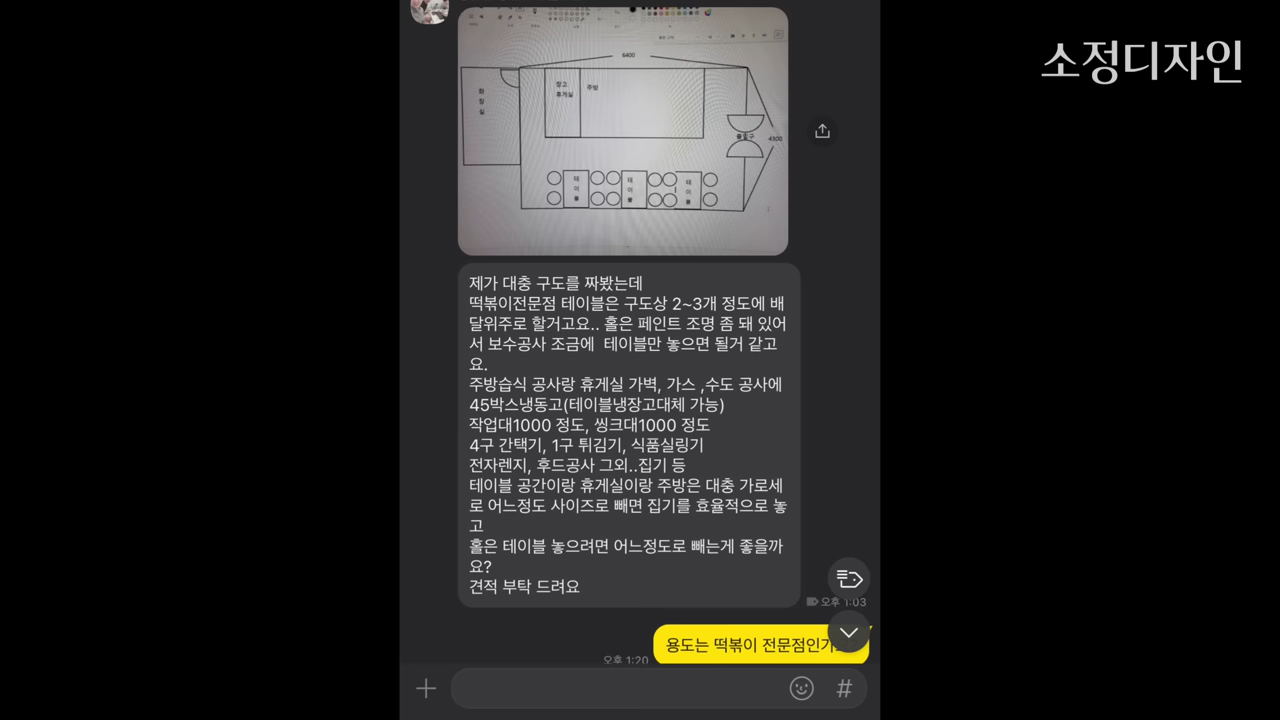 소정디자인
6400
창고
휴게실
주방
화
장
실
출입구
4300
테
이
블
테
이
블
테
이
블
제가 대충 구도를 짜봤는데
떡볶이전문점 테이블은 구도상 2~3개 정도에 배
달위주로 할거고요.. 홀은 페인트 조명 좀 돼 있어
서 보수공사 조금에  테이블만 놓으면 될거 같고
요.
주방습식 공사랑 휴게실 가벽, 가스 ,수도 공사에
45박스냉동고(테이블냉장고대체 가능)
작업대1000 정도, 씽크대1000 정도
4구 간택기, 1구 튀김기, 식품실링기
전자렌지, 후드공사 그외..집기 등
테이블 공간이랑 휴게실이랑 주방은 대충 가로세
로 어느정도 사이즈로 빼면 집기를 효율적으로 놓
고
홀은 테이블 놓으려면 어느정도로 빼는게 좋을까
요?
견적 부탁 드려요
오후 1:03
용도는 떡볶이 전문점인가
오후 1:20
#